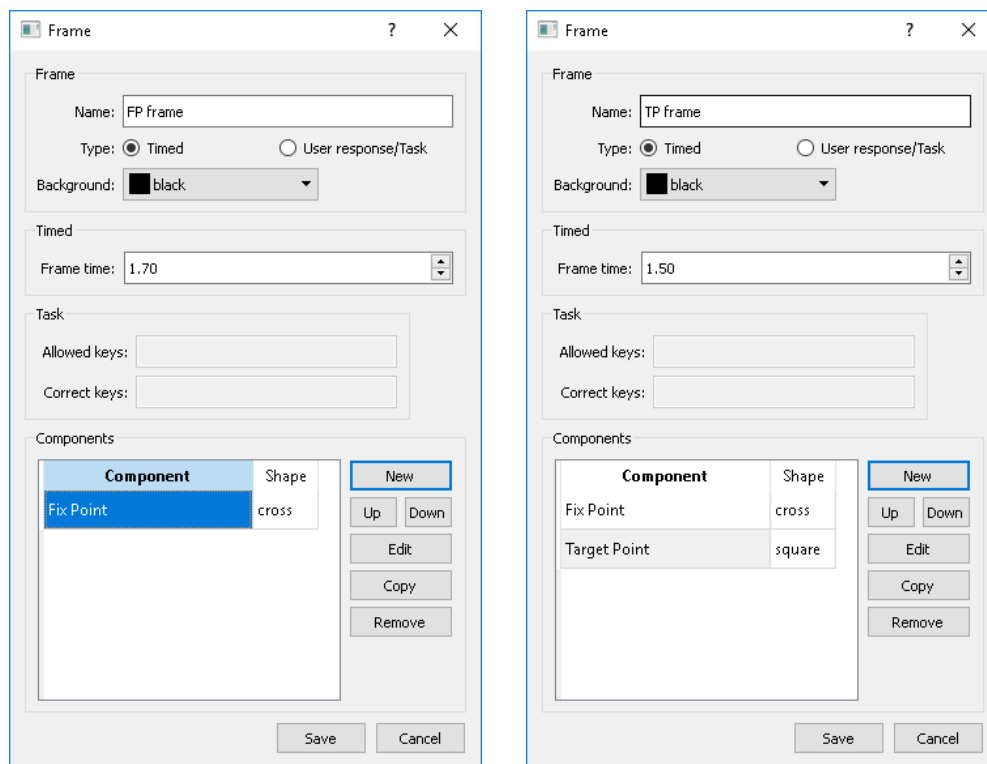 Frame ? ×
Frame
Name: FP frame
Type: Timed User response/Task
Background: black
Timed
Frame time: 1.70
Task
Allowed keys:
Correct keys:
Components
Component Shape
Fix Point cross
New
Up Down
Edit
Copy
Remove
Save Cancel
Frame ? ×
Frame
Name: TP frame
Type: Timed User response/Task
Background: black
Timed
Frame time: 1.50
Task
Allowed keys:
Correct keys:
Components
Component Shape
Fix Point cross
Target Point square
New
Up Down
Edit
Copy
Remove
Save Cancel